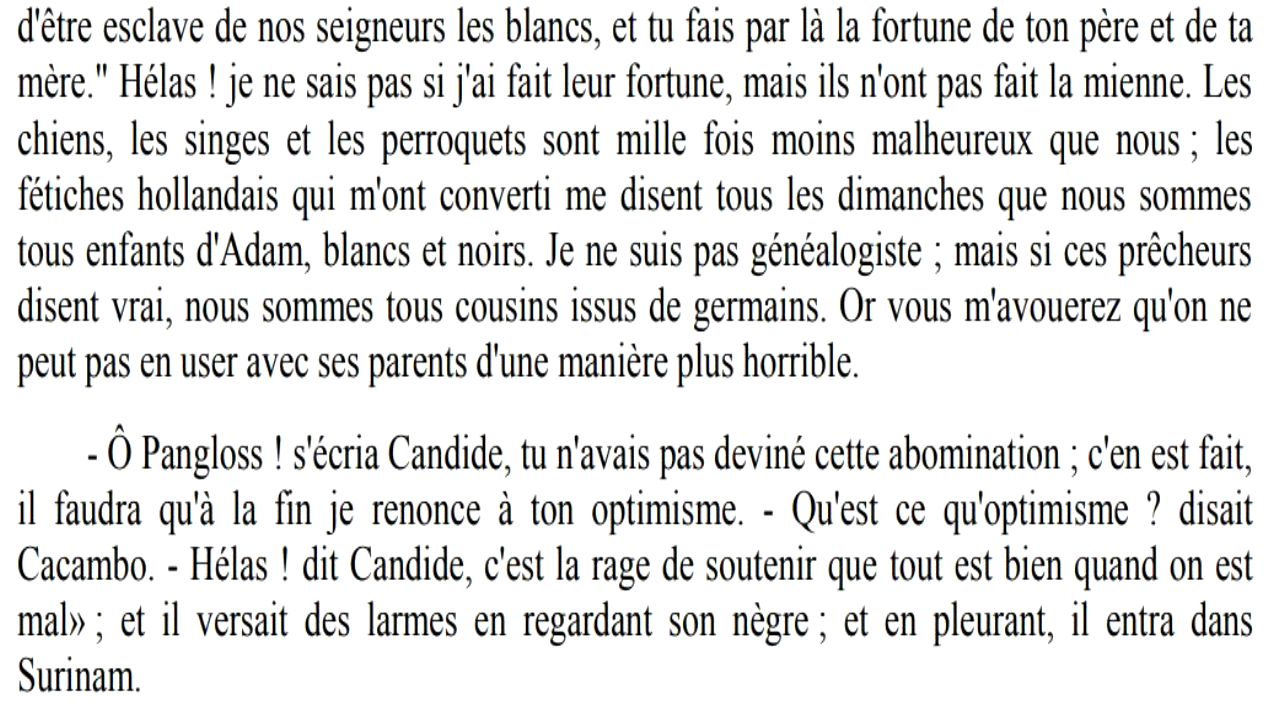 d'être esclave de nos seigneurs les blancs, et tu fais par là la fortune de ton père et de ta
mère." Hélas ! je ne sais pas si j'ai fait leur fortune, mais ils n'ont pas fait la mienne. Les
chiens, les singes et les perroquets sont mille fois moins malheureux que nous ; les
fétiches hollandais qui m'ont converti me disent tous les dimanches que nous sommes
tous enfants d'Adam, blancs et noirs. Je ne suis pas généalogiste ; mais si ces prêcheurs
disent vrai, nous sommes tous cousins issus de germains. Or vous m'avouerez qu'on ne
peut pas en user avec ses parents d'une manière plus horrible.
- Ô Pangloss ! s'écria Candide, tu n'avais pas deviné cette abomination ; c'en est fait,
il faudra qu'à la fin je renonce à ton optimisme. - Qu'est ce qu'optimisme ? disait
Cacambo. - Hélas ! dit Candide, c'est la rage de soutenir que tout est bien quand on est
mal» ; et il versait des larmes en regardant son nègre ; et en pleurant, il entra dans
Surinam.